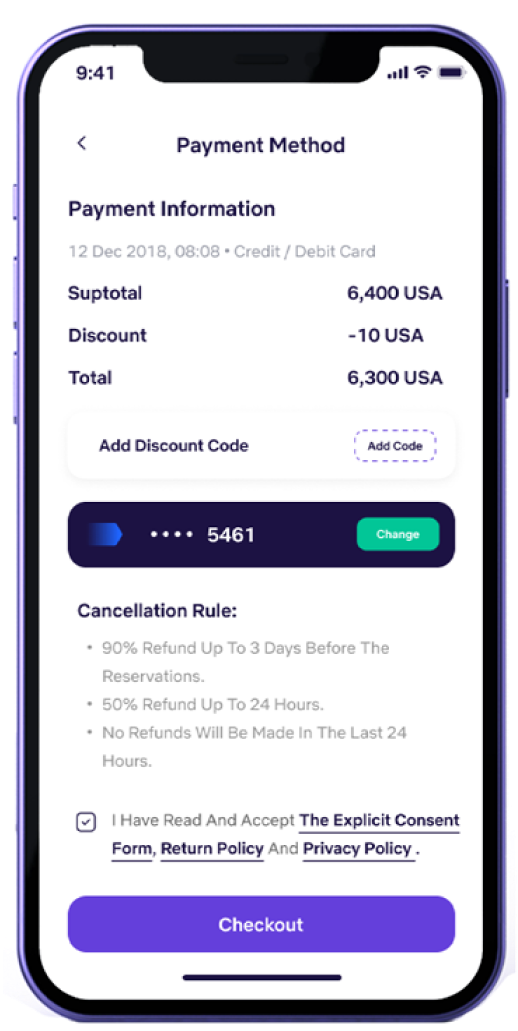 9:41
Payment Method
Payment Information
12 Dec 2018, 08:08 • Credit / Debit Card
Suptotal 6,400 USA
Discount -10 USA
Total 6,300 USA
Add Discount Code Add Code
•••• 5461 Change
Cancellation Rule:
• 90% Refund Up To 3 Days Before The
Reservations.
• 50% Refund Up To 24 Hours.
• No Refunds Will Be Made In The Last 24
Hours.
I Have Read And Accept The Explicit Consent
Form, Return Policy And Privacy Policy .
Checkout